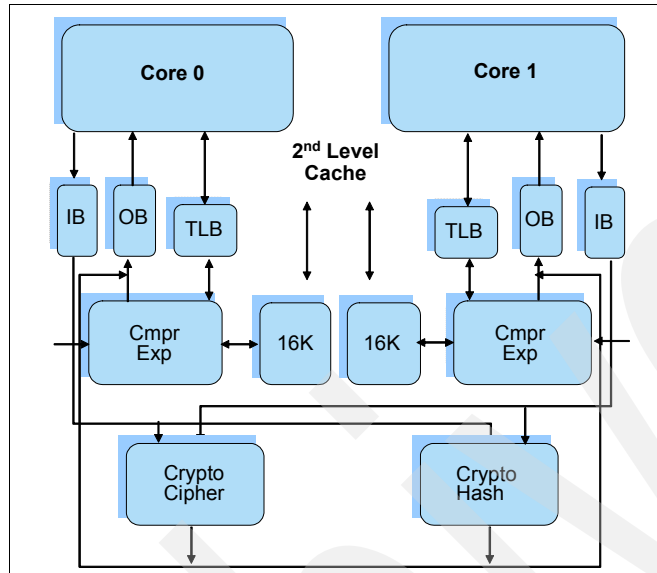 Core 0
Core 1
2nd Level
Cache
IB
OB
TLB
TLB
OB
IB
Cmpr
Exp
16K
16K
Cmpr
Exp
Crypto
Cipher
Crypto
Hash